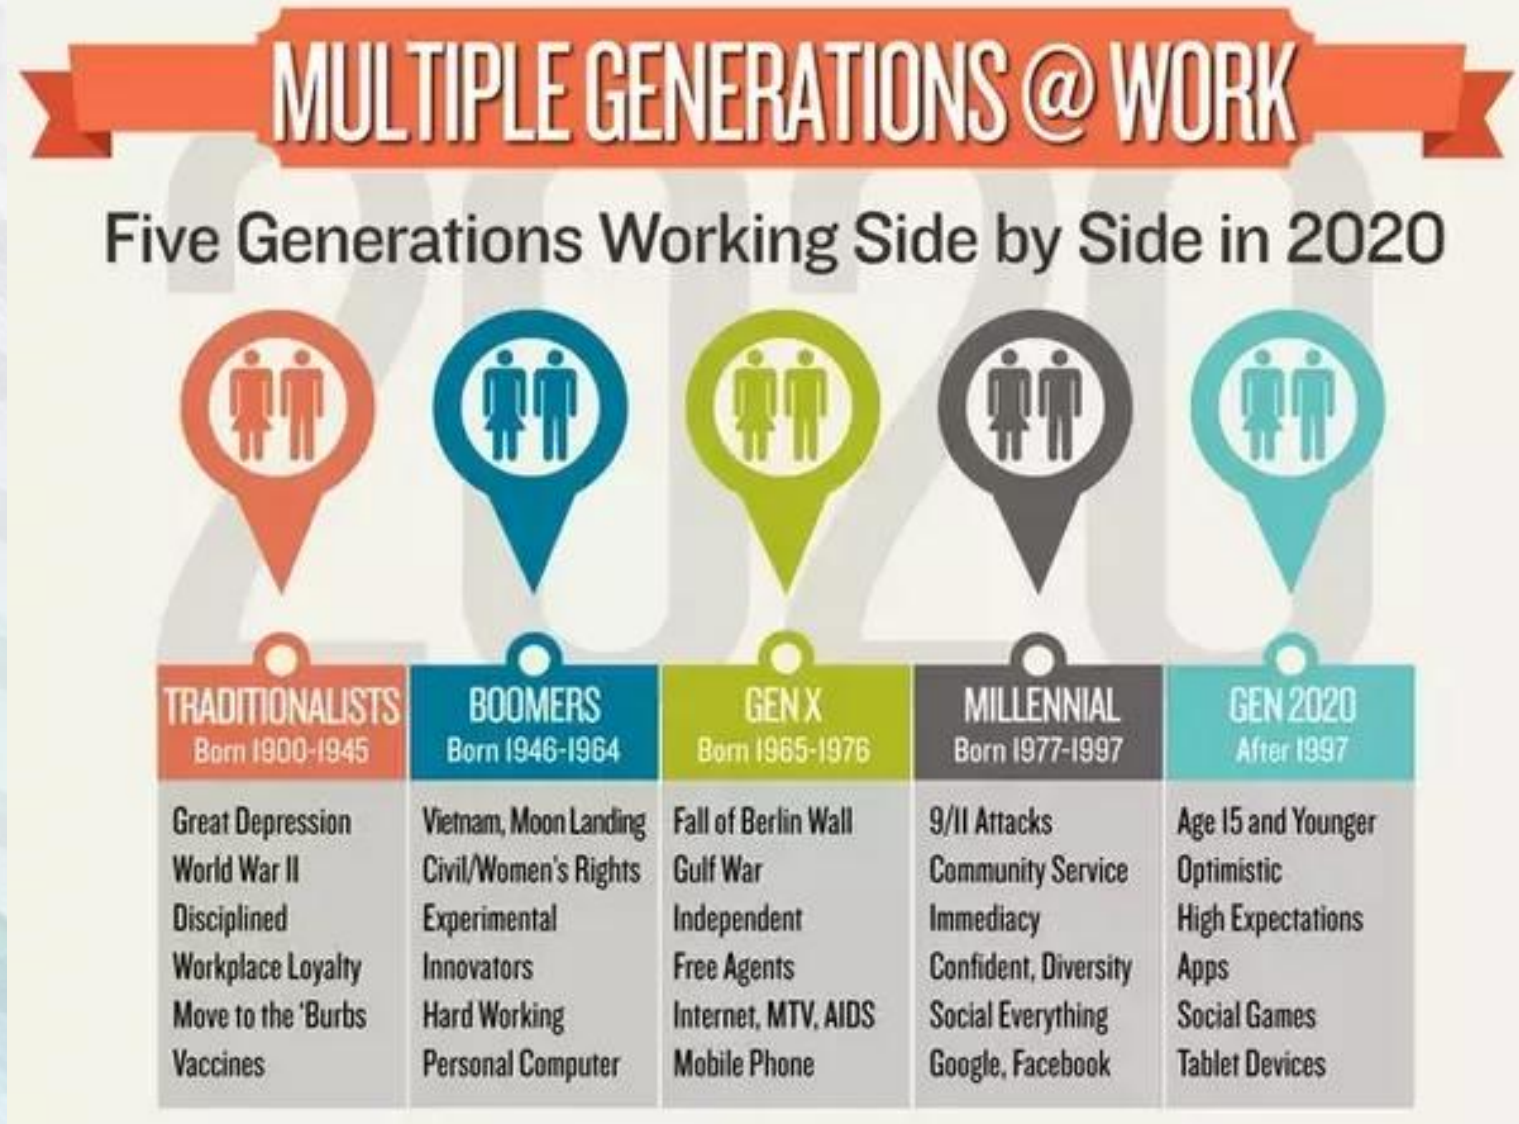 MULTIPLE GENERATIONS @ WORK
2020
Five Generations Working Side by Side in 2020
TRADITIONALISTS
Born 1900-1945
Great Depression
World War II
Disciplined
Workplace Loyalty
Move to the 'Burbs
Vaccines
BOOMERS
Born 1946-1964
Vietnam, Moon Landing
Civil/Women's Rights
Experimental
Innovators
Hard Working
Personal Computer
GEN X
Born 1965-1976
Fall of Berlin Wall
Gulf War
Independent
Free Agents
Internet, MTV, AIDS
Mobile Phone
MILLENNIAL
Born 1977-1997
9/11 Attacks
Community Service
Immediacy
Confident, Diversity
Social Everything
Google, Facebook
GEN 2020
After 1997
Age 15 and Younger
Optimistic
High Expectations
Apps
Social Games
Tablet Devices